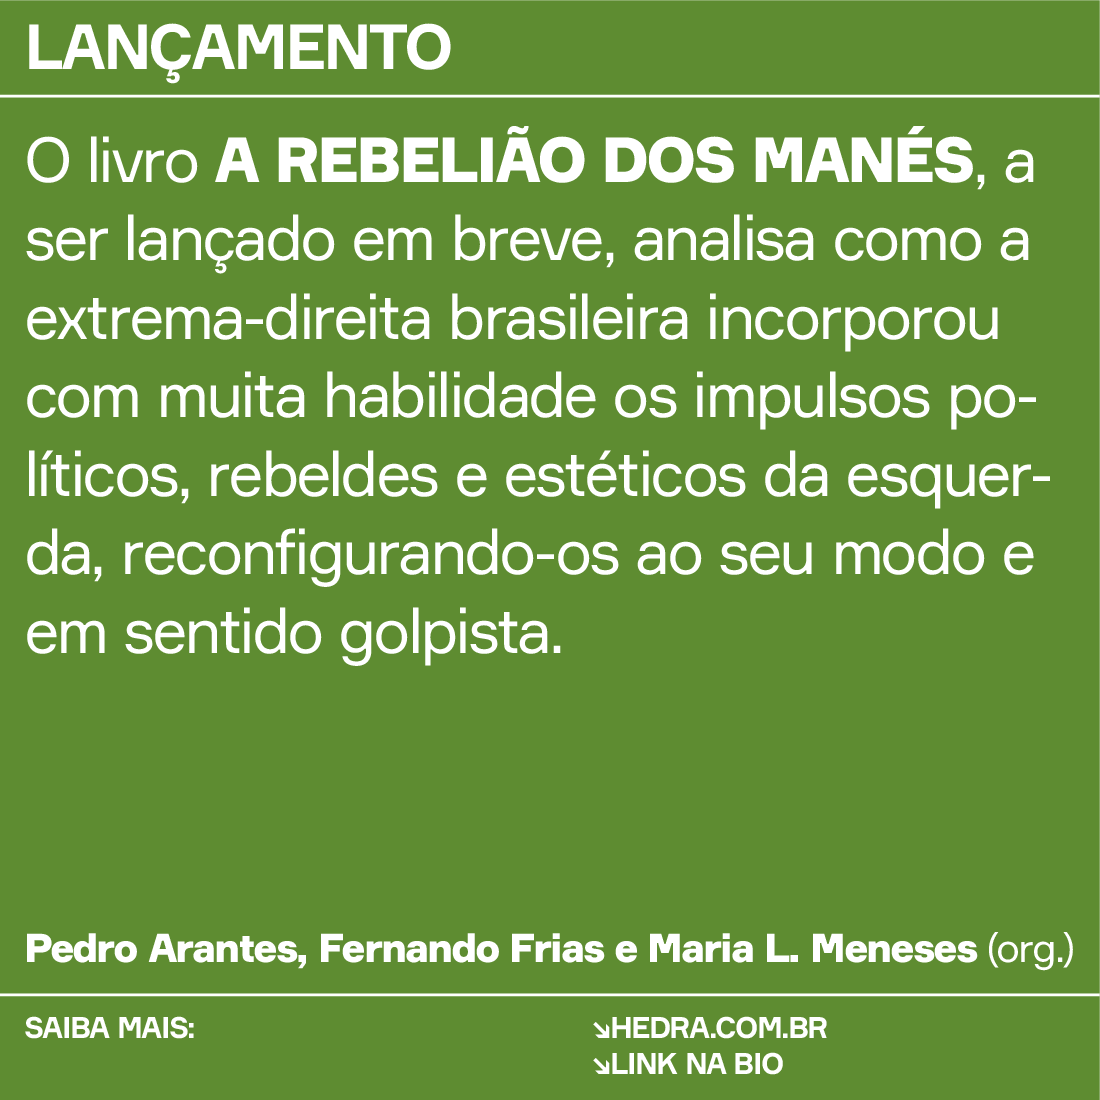 LANÇAMENTO
O livro A REBELIÃO DOS MANÉS, a
ser lançado em breve, analisa como a
extrema-direita brasileira incorporou
com muita habilidade os impulsos po-
líticos, rebeldes e estéticos da esquer-
da, reconfigurando-os ao seu modo e
em sentido golpista.
Pedro Arantes, Fernando Frias e Maria L. Meneses (org.)
SAIBA MAIS:
↘HEDRA.COM.BR
↘LINK NA BIO